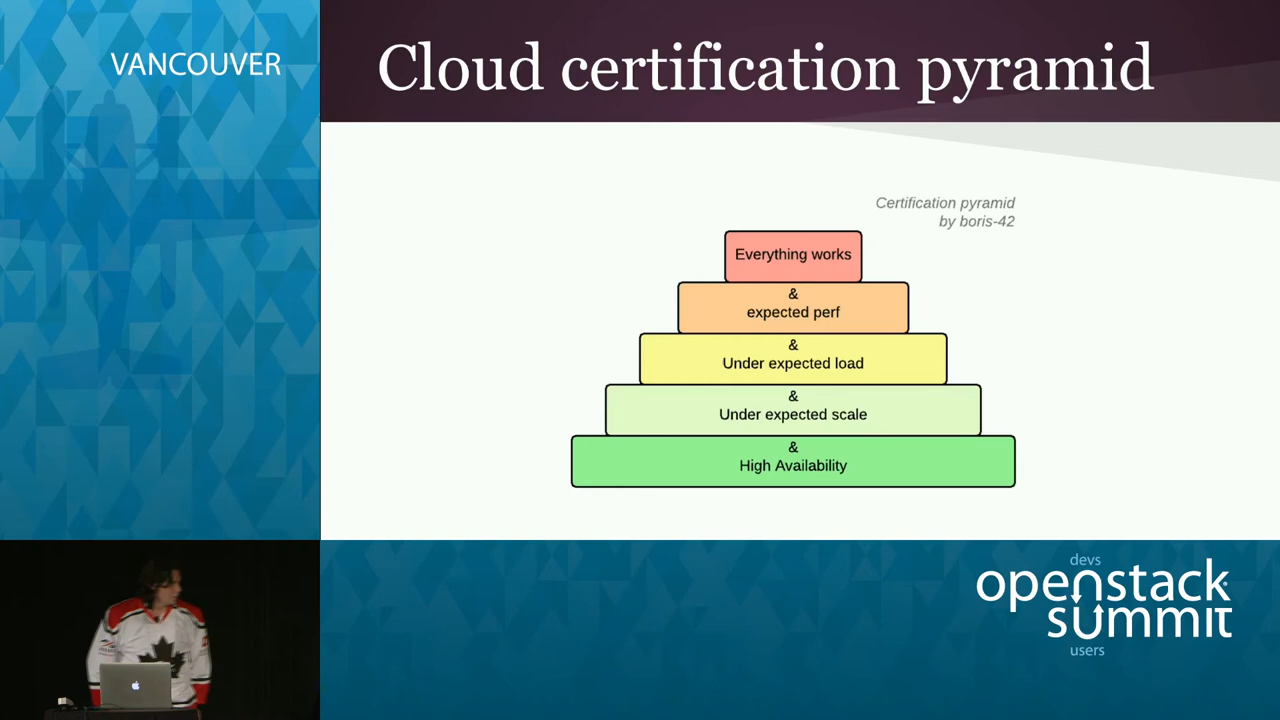 VANCOUVER
Cloud certification pyramid
Certification pyramid
by boris-42
Everything works
&
expected perf
&
Under expected load
&
Under expected scale
&
High Availability
devs
openstack
summit
users